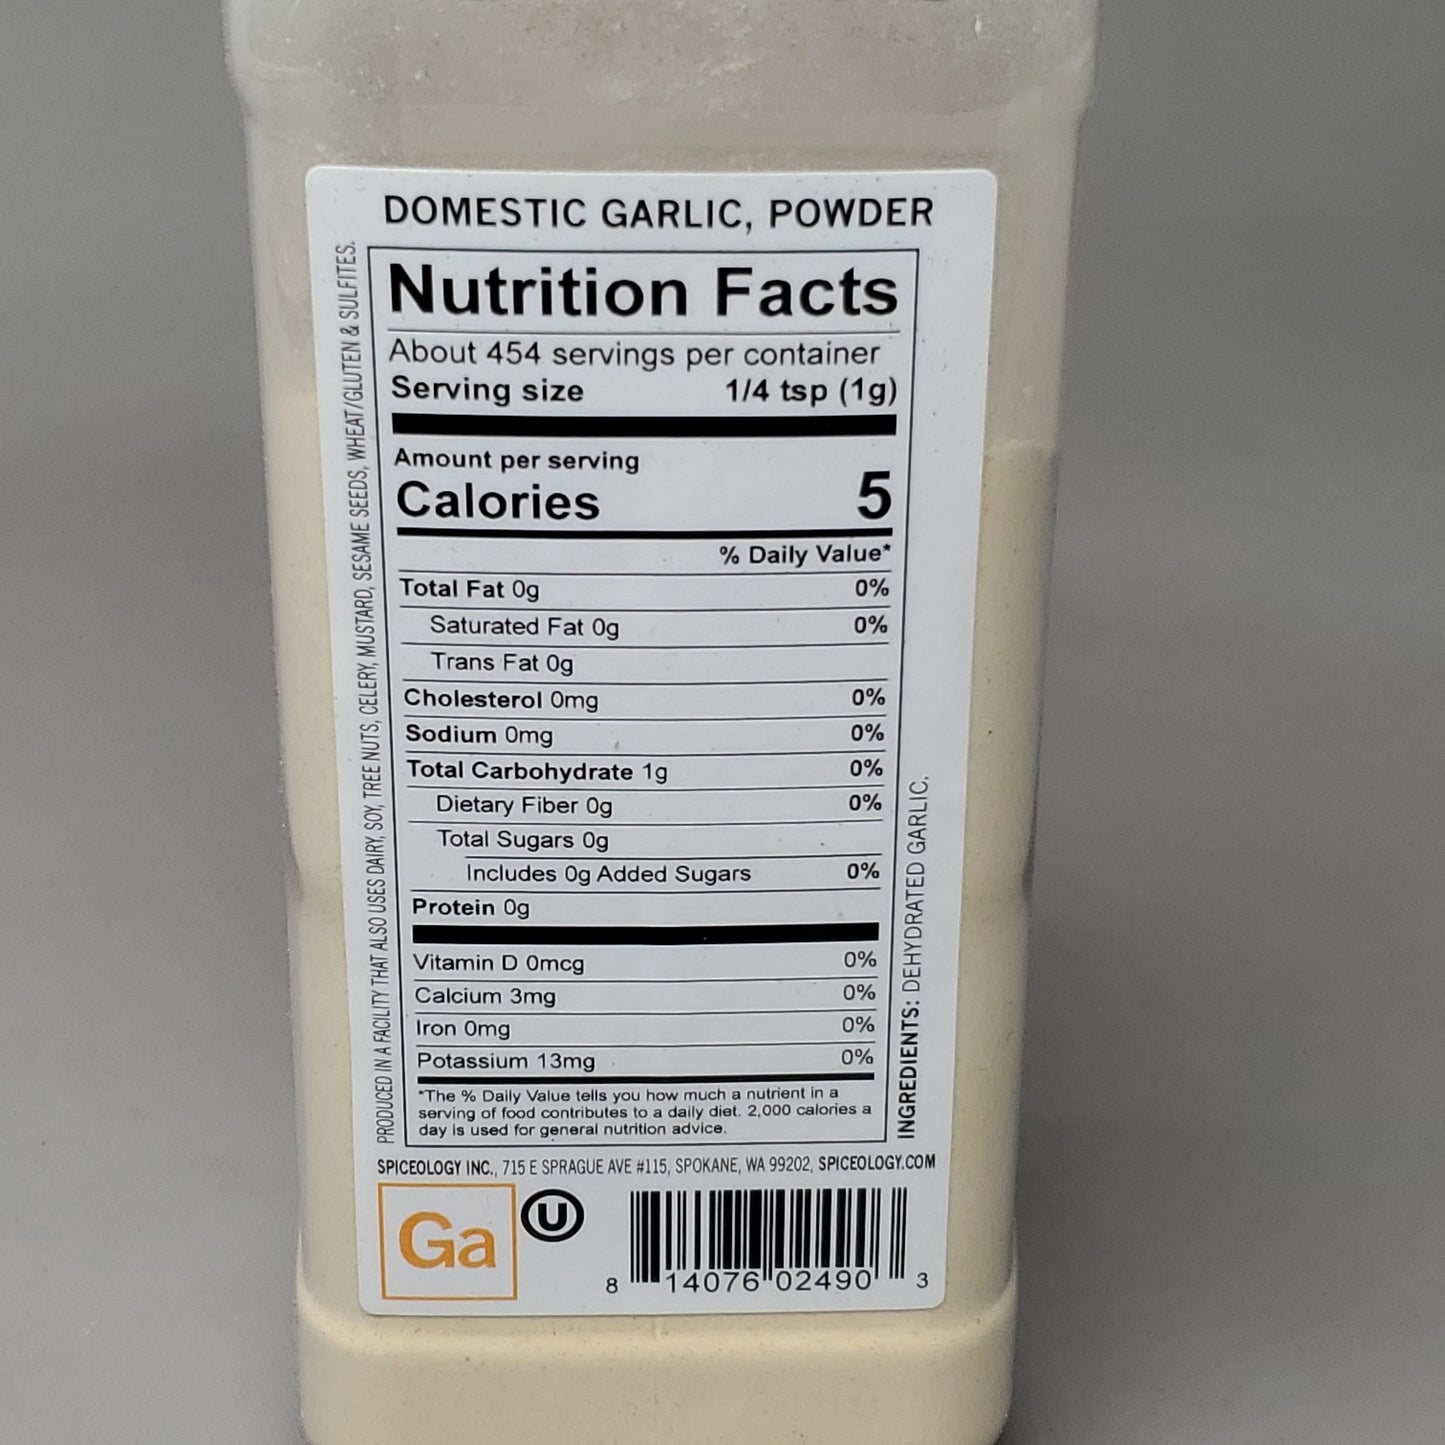 DOMESTIC GARLIC, POWDER
Nutrition Facts
About 454 servings per container
Serving size 1/4 tsp (1g)
Amount per serving
Calories 5
% Daily Value*
Total Fat 0g 0%
Saturated Fat 0g 0%
Trans Fat 0g
Cholesterol 0mg 0%
Sodium 0mg 0%
Total Carbohydrate 1g 0%
Dietary Fiber 0g 0%
Total Sugars 0g
Includes 0g Added Sugars 0%
Protein 0g
Vitamin D 0mcg 0%
Calcium 3mg 0%
Iron 0mg 0%
Potassium 13mg 0%
*The % Daily Value tells you how much a nutrient in a
serving of food contributes to a daily diet. 2,000 calories a
day is used for general nutrition advice.
PRODUCED IN A FACILITY THAT ALSO USES DAIRY, SOY, TREE NUTS, CELERY, MUSTARD, SESAME SEEDS, WHEAT/GLUTEN & SULFITES.
INGREDIENTS: DEHYDRATED GARLIC.
SPICEOLOGY INC., 715 E SPRAGUE AVE #115, SPOKANE, WA 99202, SPICEOLOGY.COM
Ga
U
8 14076 02490 3